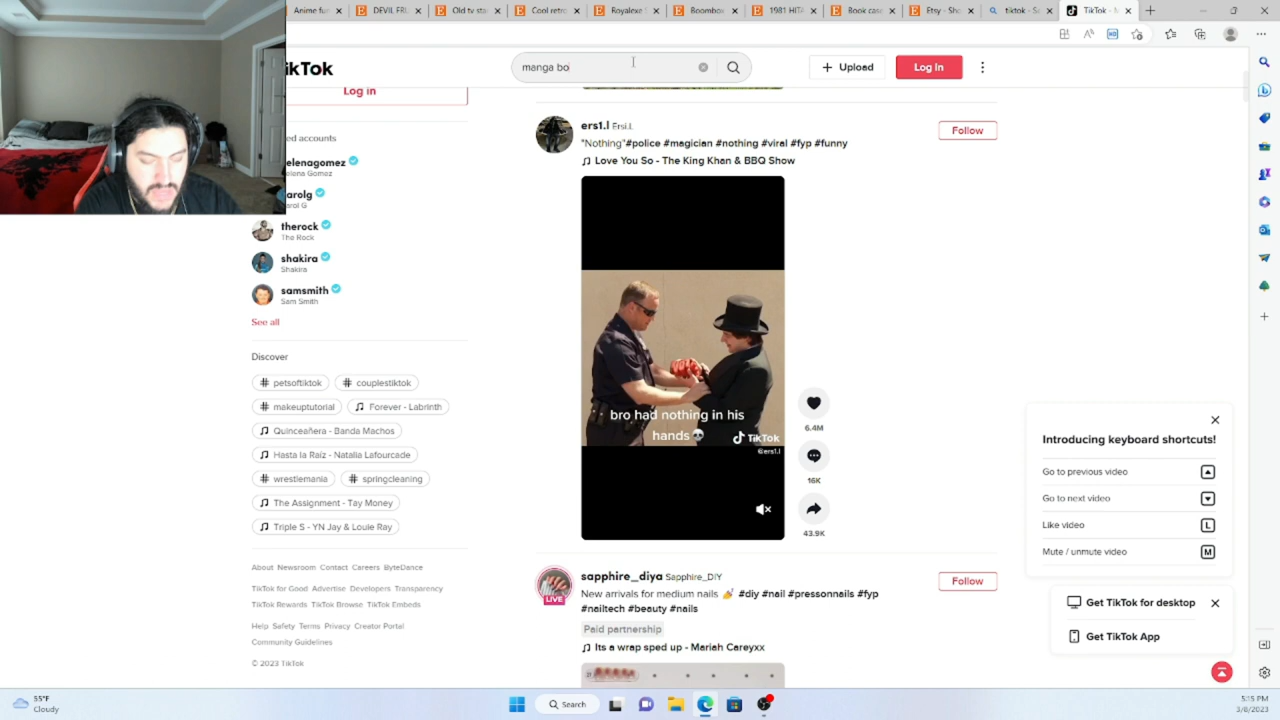 Anime fun
DEVIL FRU
Old tv st
Cool retro
Royalexe S
Boombox
1981 HITA
Book case
Etsy - Sho
tiktok - S
TikTok - M
ikTok
manga bo
Upload
Log in
Log in
ed accounts
elenagomez
elena Gomez
arolg
arol G
therock
The Rock
shakira
Shakira
samsmith
Sam Smith
See all
Discover
# petsoftiktok
# couplestiktok
# makeuptutorial
Forever - Labrinth
Quinceañera - Banda Machos
Hasta la Raíz - Natalia Lafourcade
# wrestlemania
# springcleaning
The Assignment - Tay Money
Triple S - YN Jay & Louie Ray
About Newsroom Contact Careers ByteDance
TikTok for Good Advertise Developers Transparency
TikTok Rewards TikTok Browse TikTok Embeds
Help Safety Terms Privacy Creator Portal
Community Guidelines
© 2023 TikTok
ers1.l Ersi.L
Follow
"Nothing"#police #magician #nothing #viral #fyp #funny
Love You So - The King Khan & BBQ Show
bro had nothing in his
hands
TikTok
@ers1.l
6.4M
16K
43.9K
sapphire_diya Sapphire_DIY
LIVE
Follow
New arrivals for medium nails #diy #nail #pressonnails #fyp
#nailtech #beauty #nails
Paid partnership
Its a wrap sped up - Mariah Careyxx
Introducing keyboard shortcuts!
Go to previous video
Go to next video
Like video L
Mute / unmute video M
Get TikTok for desktop
Get TikTok App
55°F
Cloudy
Search
5:15 PM
3/8/2023